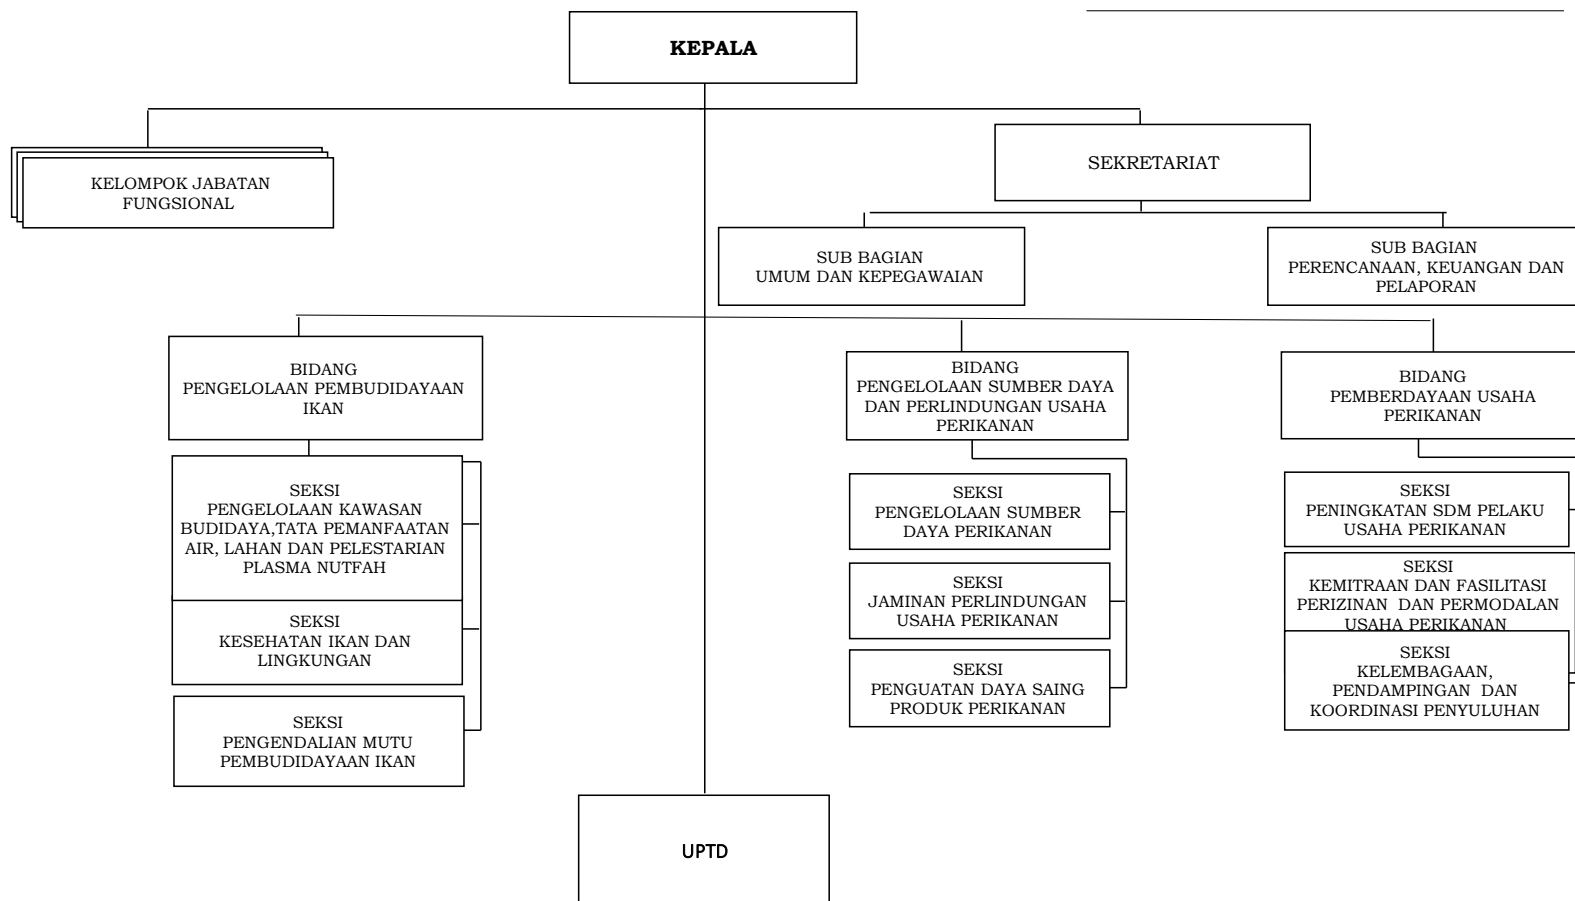 KEPALA
KELOMPOK JABATAN
FUNGSIONAL
SEKRETARIAT
SUB BAGIAN
UMUM DAN KEPEGAWAIAN
SUB BAGIAN
PERENCANAAN, KEUANGAN DAN
PELAPORAN
BIDANG
PENGELOLAAN PEMBUDIDAYAAN
IKAN
BIDANG
PENGELOLAAN SUMBER DAYA
DAN PERLINDUNGAN USAHA
PERIKANAN
BIDANG
PEMBERDAYAAN USAHA
PERIKANAN
SEKSI
PENGELOLAAN KAWASAN
BUDIDAYA,TATA PEMANFAATAN
AIR, LAHAN DAN PELESTARIAN
PLASMA NUTFAH
SEKSI
KESEHATAN IKAN DAN
LINGKUNGAN
SEKSI
PENGENDALIAN MUTU
PEMBUDIDAYAAN IKAN
SEKSI
PENGELOLAAN SUMBER
DAYA PERIKANAN
SEKSI
JAMINAN PERLINDUNGAN
USAHA PERIKANAN
SEKSI
PENGUATAN DAYA SAING
PRODUK PERIKANAN
SEKSI
PENINGKATAN SDM PELAKU
USAHA PERIKANAN
SEKSI
KEMITRAAN DAN FASILITASI
PERIZINAN  DAN PERMODALAN
USAHA PERIKANAN
SEKSI
KELEMBAGAAN,
PENDAMPINGAN  DAN
KOORDINASI PENYULUHAN
UPTD